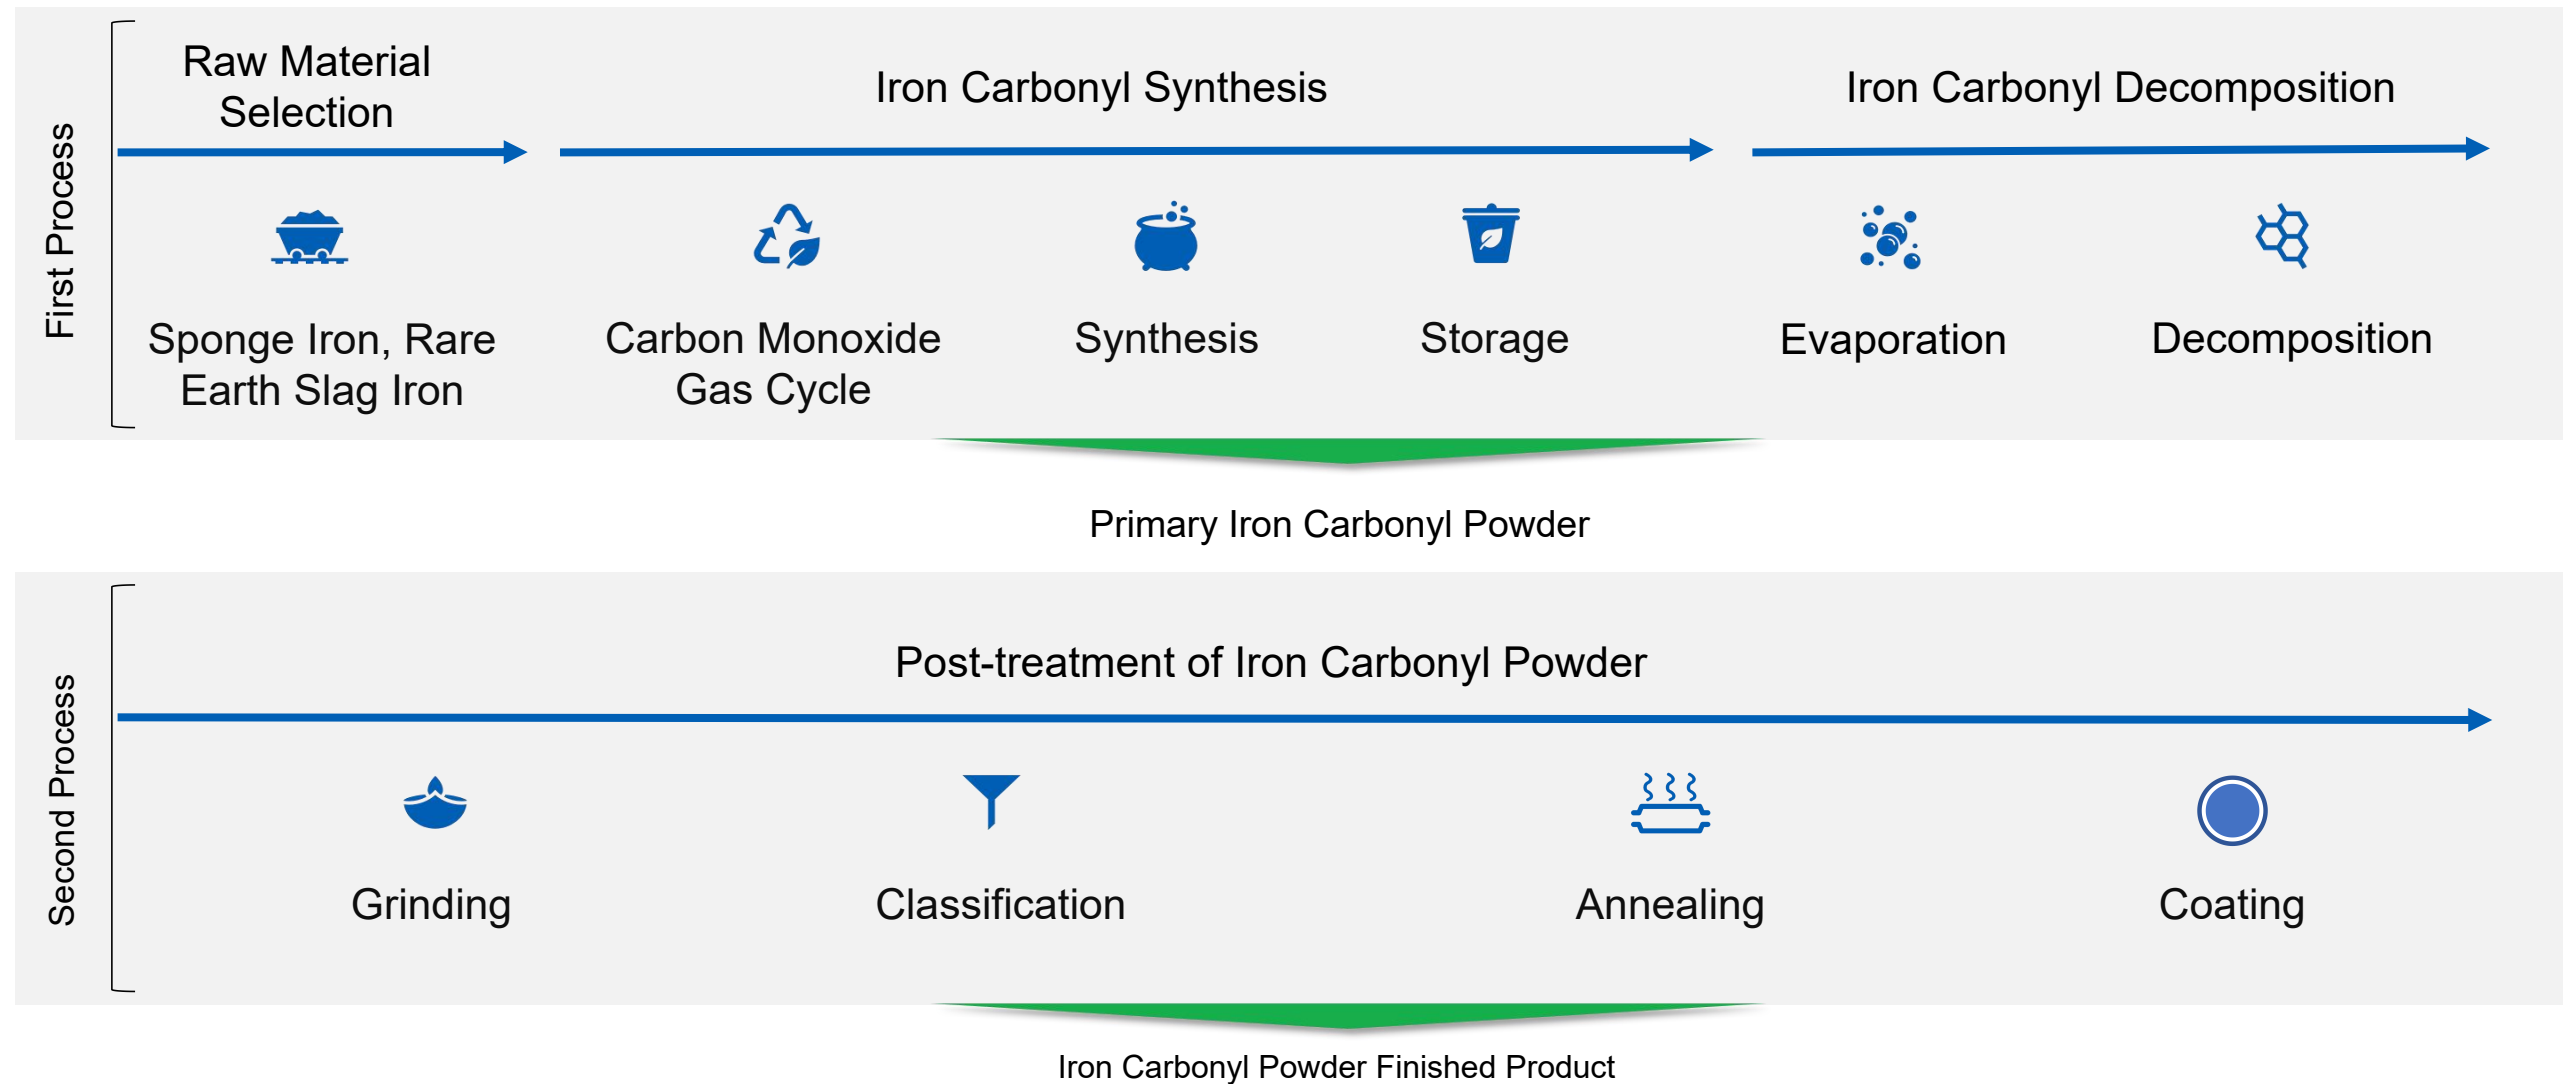 First Process
Raw Material
Selection
Iron Carbonyl Synthesis
Iron Carbonyl Decomposition
Sponge Iron, Rare
Earth Slag Iron
Carbon Monoxide
Gas Cycle
Synthesis
Storage
Evaporation
Decomposition
Primary Iron Carbonyl Powder
Second Process
Post-treatment of Iron Carbonyl Powder
Grinding
Classification
Annealing
Coating
Iron Carbonyl Powder Finished Product